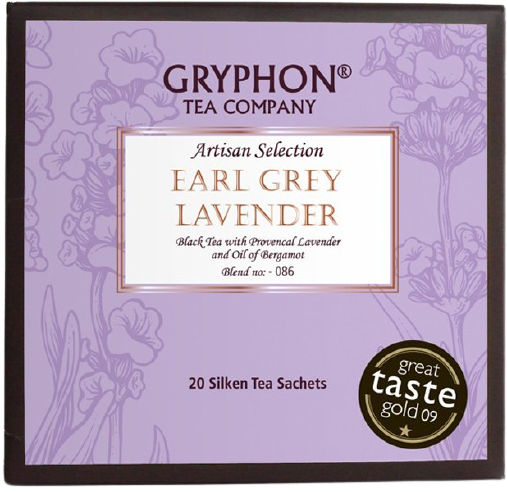 GRYPHON®
TEA COMPANY
Artisan Selection
EARL GREY
LAVENDER
Black Tea with Provencal Lavender
and Oil of Bergamot
Blend no: - 086
20 Silken Tea Sachets
great
taste
gold 09